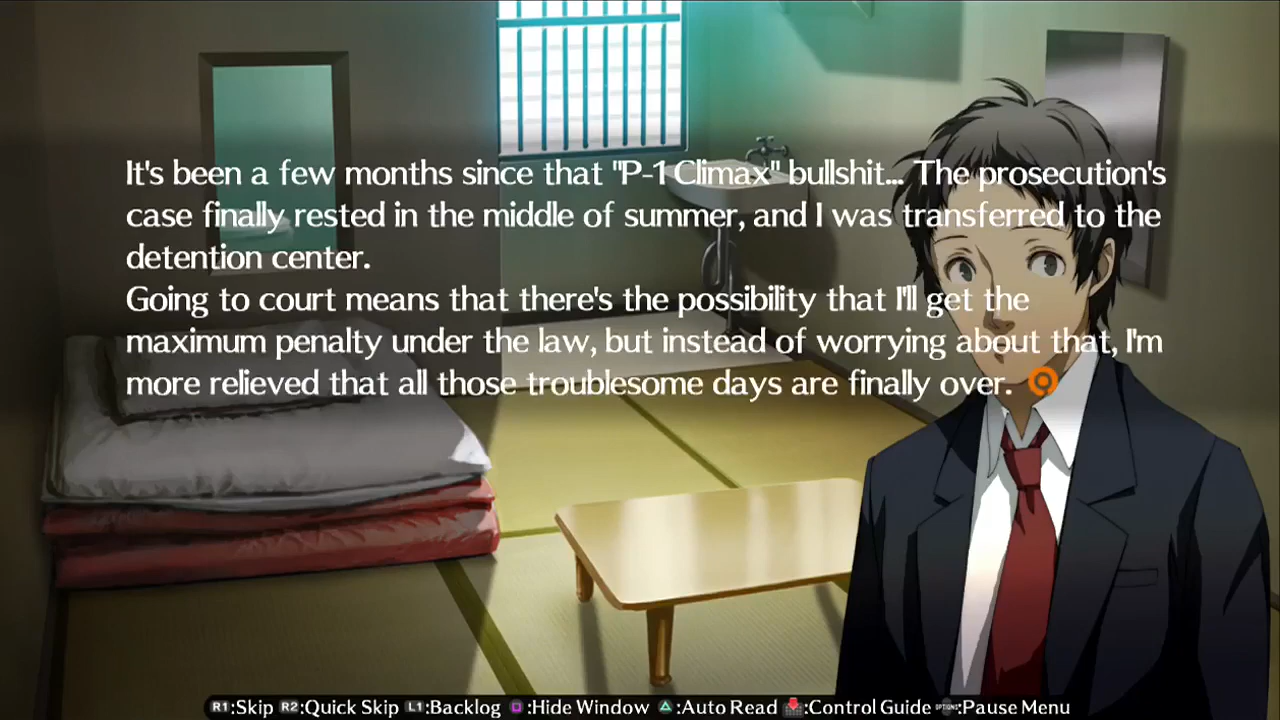 It's been a few months since that "P-1 Climax" bullshit... The prosecution's
case finally rested in the middle of summer, and I was transferred to the
detention center.
Going to court means that there's the possibility that I'll get the
maximum penalty under the law, but instead of worrying about that, I'm
more relieved that all those troublesome days are finally over.
R1:Skip R2:Quick Skip L1:Backlog :Hide Window :Auto Read :Control Guide OPTIONS:Pause Menu